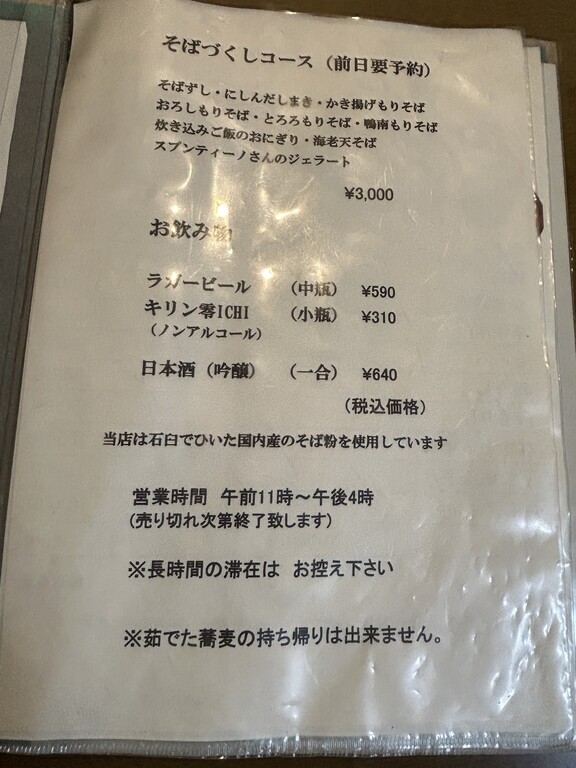 そばづくしコース（前日要予約）
そばずし・にしんだしまき・かき揚げもりそば
おろしもりそば・とろろもりそば・鴨南もりそば
炊き込みご飯のおにぎり・海老天そば
スプンティーノさんのジェラート
¥3,000
お飲み物
ラガービール （中瓶） ¥590
キリン零ICHI （小瓶） ¥310
（ノンアルコール）
日本酒（吟醸） （一合） ¥640
（税込価格）
当店は石臼でひいた国内産のそば粉を使用しています
営業時間 午前11時～午後4時
(売り切れ次第終了致します)
※長時間の滞在は お控え下さい
※茹でた蕎麦の持ち帰りは出来ません。